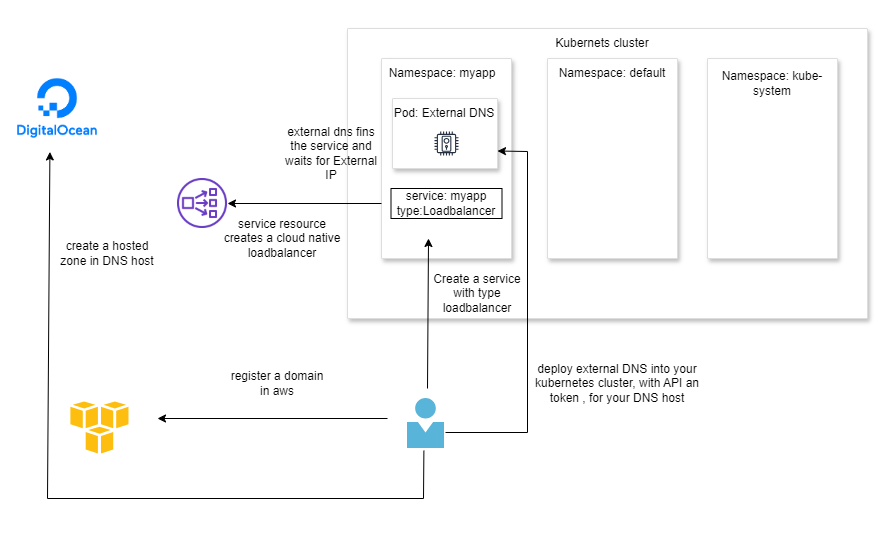 Kubernets cluster
Namespace: myapp
Namespace: default
Namespace: kube-
system
Pod: External DNS
DigitalOcean
external dns fins
the service and
waits for External
IP
service: myapp
type:Loadbalancer
service resource
creates a cloud native
loadbalancer
create a hosted
zone in DNS host
Create a service
with type
loadbalancer
register a domain
in aws
deploy external DNS into your
kubernetes cluster, with API an
token , for your DNS host